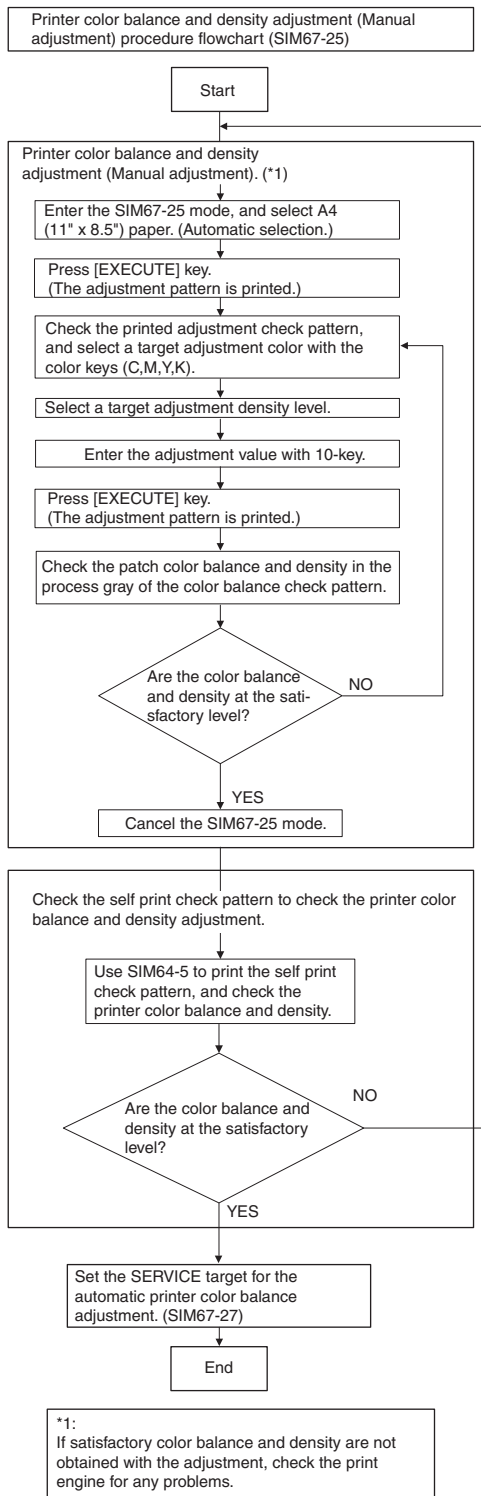 Printer color balance and density adjustment (Manual
adjustment) procedure flowchart (SIM67-25)
Start
Printer color balance and density
adjustment (Manual adjustment). (*1)
Enter the SIM67-25 mode, and select A4
(11" x 8.5") paper. (Automatic selection.)
Press [EXECUTE] key.
(The adjustment pattern is printed.)
Check the printed adjustment check pattern,
and select a target adjustment color with the
color keys (C,M,Y,K).
Select a target adjustment density level.
Enter the adjustment value with 10-key.
Press [EXECUTE] key.
(The adjustment pattern is printed.)
Check the patch color balance and density in the
process gray of the color balance check pattern.
Are the color balance
and density at the sati-
sfactory level?
NO
YES
Cancel the SIM67-25 mode.
Check the self print check pattern to check the printer color
balance and density adjustment.
Use SIM64-5 to print the self print
check pattern, and check the
printer color balance and density.
Are the color balance and
density at the satisfactory
level?
NO
YES
Set the SERVICE target for the
automatic printer color balance
adjustment. (SIM67-27)
End
*1:
If satisfactory color balance and density are not
obtained with the adjustment, check the print
engine for any problems.